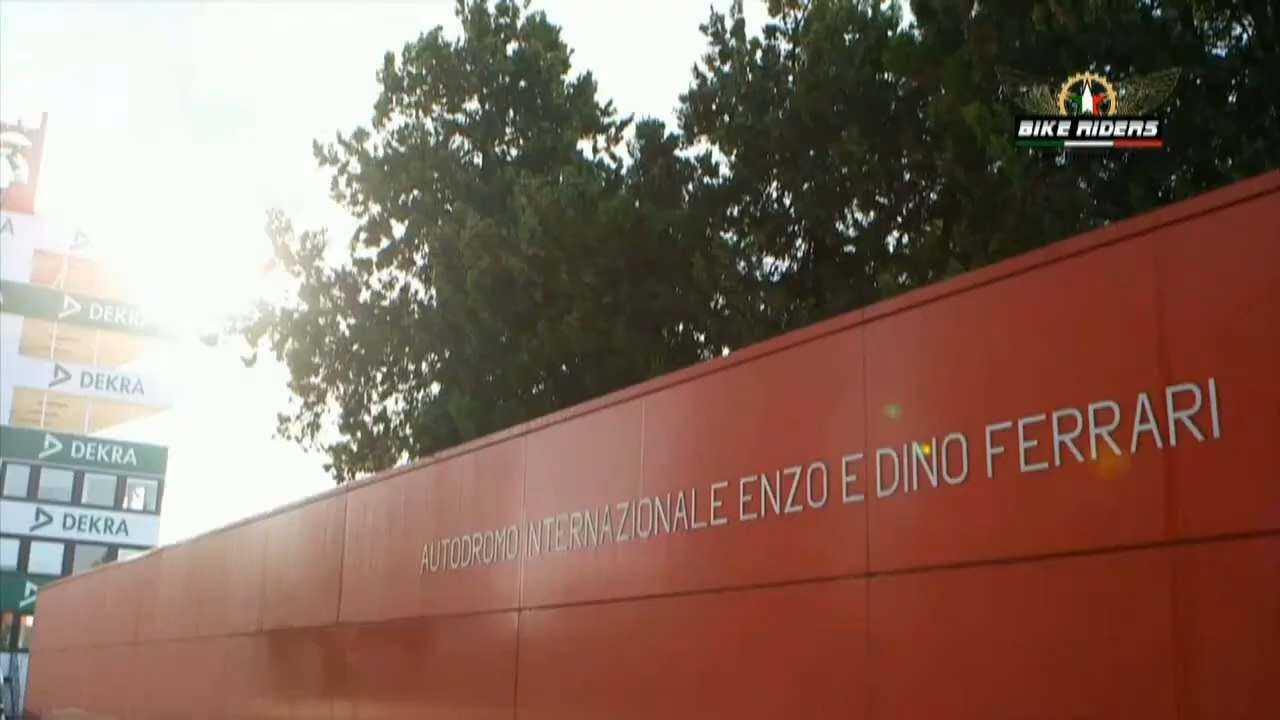 BIKE RIDERS
DEKRA
DEKRA
DEKRA
DEKRA
AUTODROMO INTERNAZIONALE ENZO E DINO FERRARI